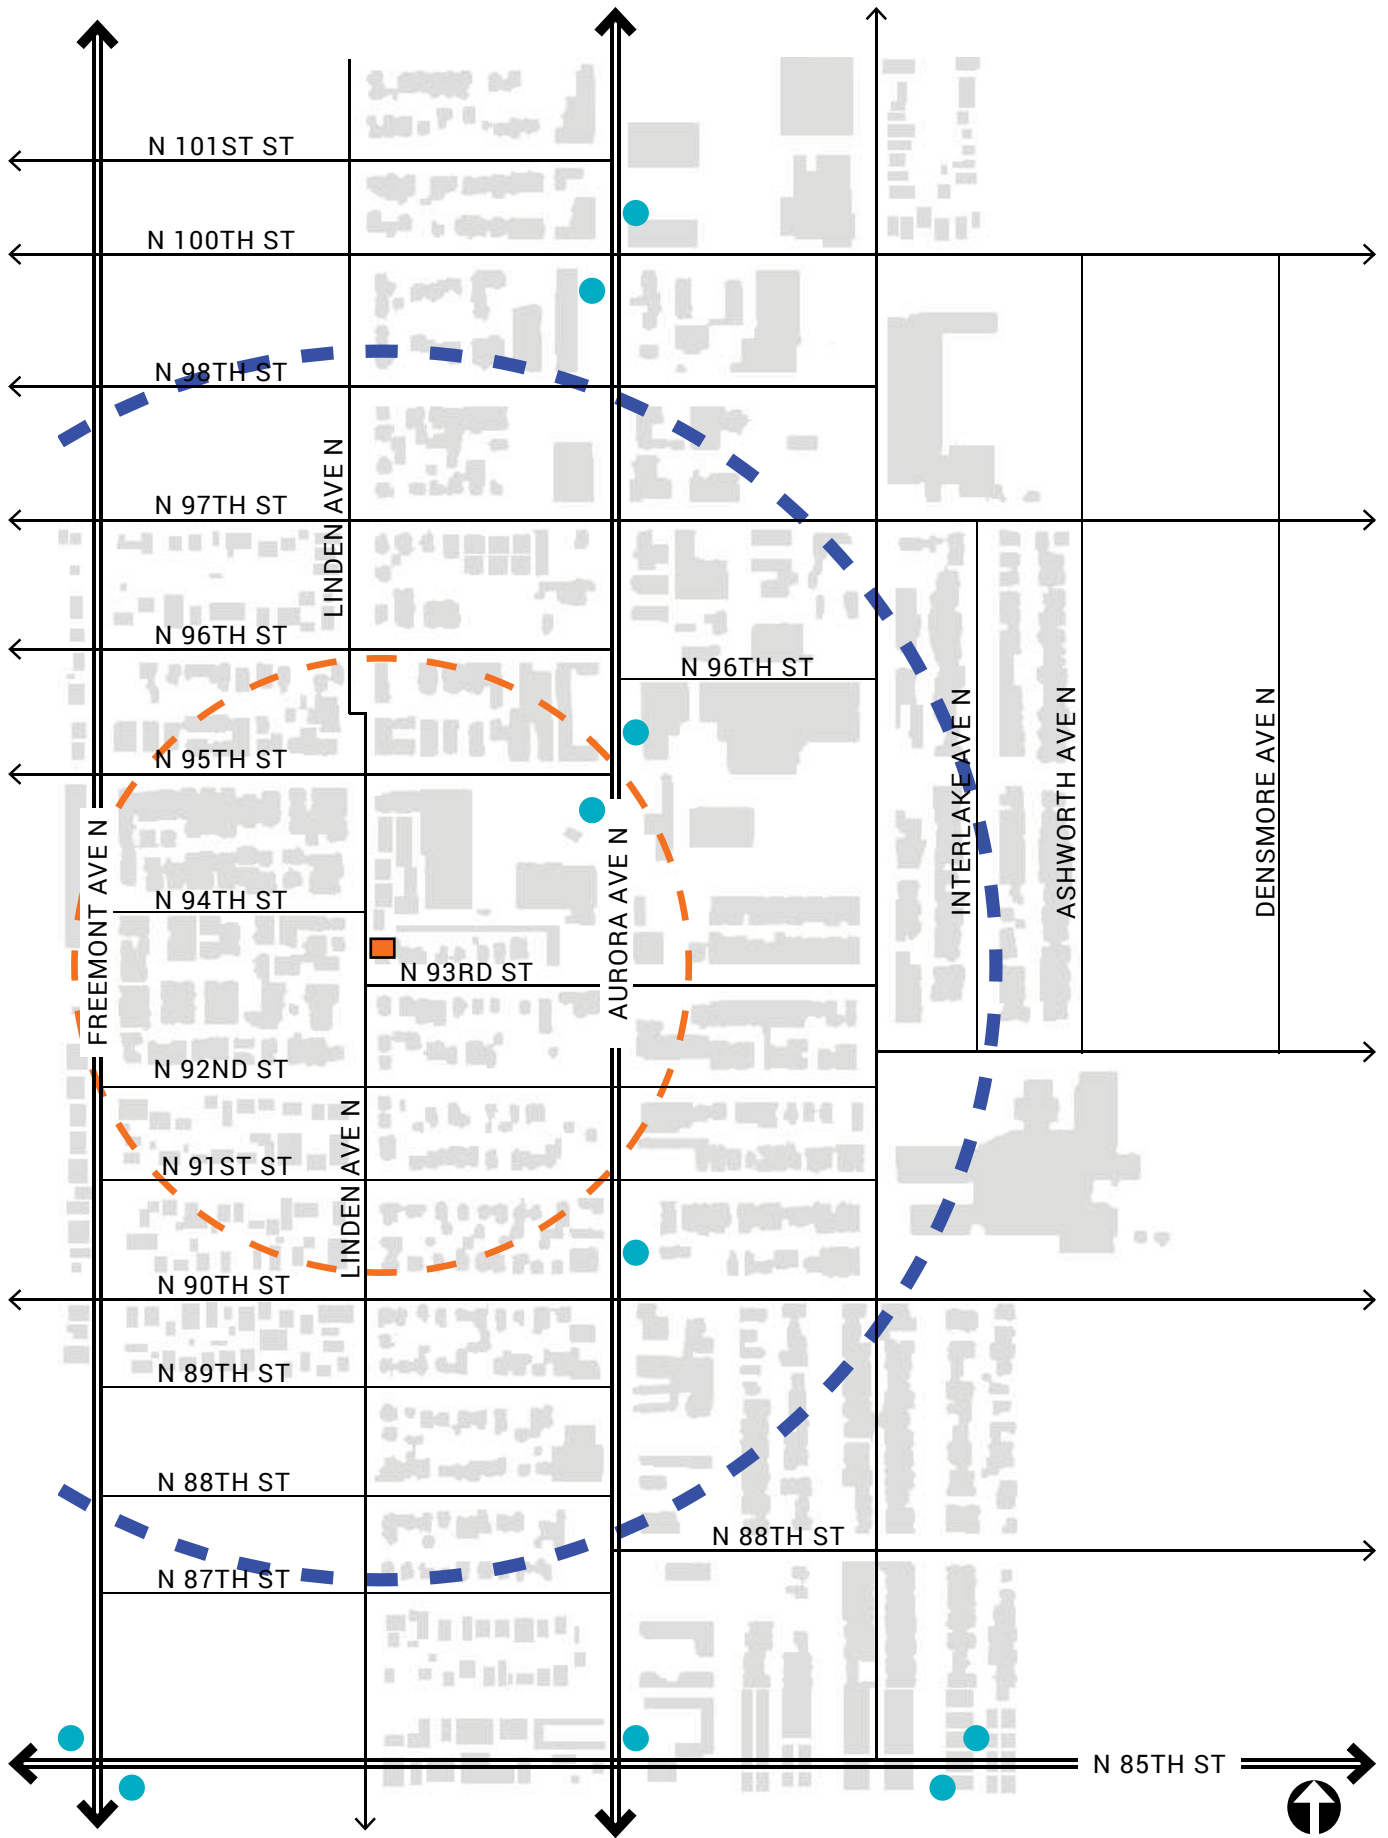 N 101ST ST
N 100TH ST
N 98TH ST
LINDEN AVE N
N 97TH ST
N 96TH ST
N 96TH ST
N 95TH ST
INTERLAKE AVE N
ASHWORTH AVE N
DENSMORE AVE N
FREEMONT AVE N
AURORA AVE N
N 94TH ST
N 93RD ST
N 92ND ST
LINDEN AVE N
N 91ST ST
N 90TH ST
N 89TH ST
N 88TH ST
N 88TH ST
N 87TH ST
N 85TH ST